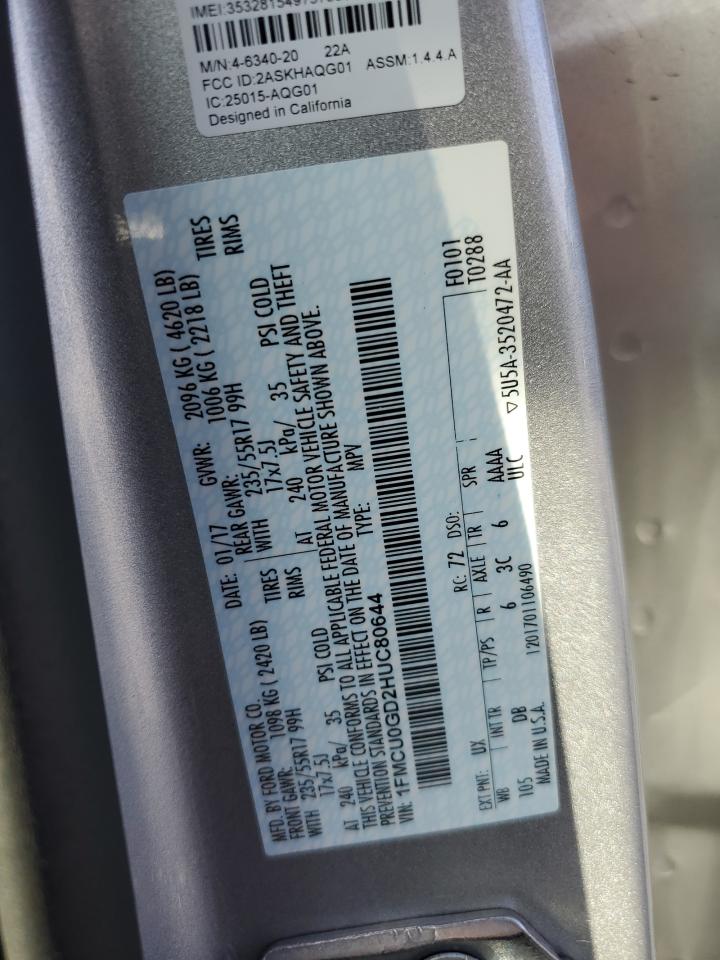 IMEI:35328154973
M/N:4-6340-20 22A
FCC ID:2ASKHAQG01 ASSM:1.4.4.A
IC:25015-AQG01
Designed in California
MFD. BY FORD MOTOR CO.
DATE: 01/17 GVWR: 2096 KG ( 4620 LB)
FRONT GAWR: 1098 KG ( 2420 LB) REAR GAWR: 1006 KG ( 2218 LB)
WITH 235/55R17 99H TIRES WITH 235/55R17 99H TIRES
17x7.5J RIMS 17x7.5J RIMS
AT 240 kPa/ 35 PSI COLD AT 240 kPa/ 35 PSI COLD
THIS VEHICLE CONFORMS TO ALL APPLICABLE FEDERAL MOTOR VEHICLE SAFETY AND THEFT
PREVENTION STANDARDS IN EFFECT ON THE DATE OF MANUFACTURE SHOWN ABOVE.
VIN: 1FMCU0GD2HUC80644 TYPE: MPV
F0101
T0288
EXT PNT: UX RC: 72 DSO:
WB INT TR TP/PS R AXLE TR SPR
105 DB 6 3C 6 AAAA
MADE IN U.S.A. 1201701106490 ULC ▽5U5A-3520472-AA